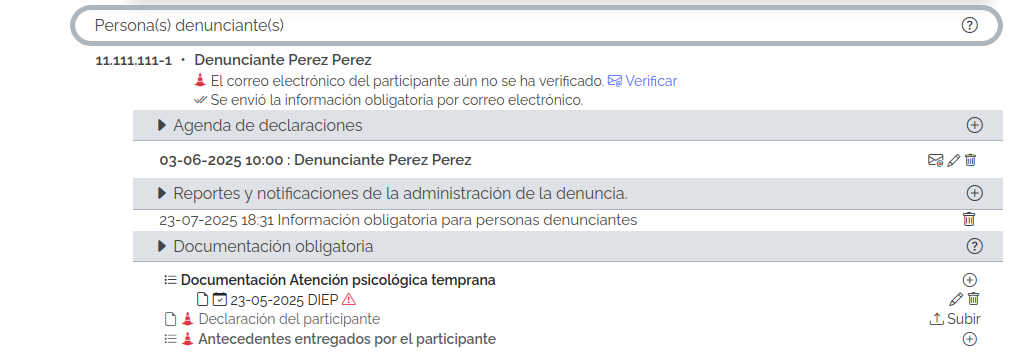 Persona(s) denunciante(s)
11.111.111-1 • Denunciante Perez Perez
El correo electrónico del participante aún no se ha verificado. Verificar
Se envió la información obligatoria por correo electrónico.
Agenda de declaraciones
03-06-2025 10:00 : Denunciante Perez Perez
Reportes y notificaciones de la administración de la denuncia.
23-07-2025 18:31 Información obligatoria para personas denunciantes
Documentación obligatoria
Documentación Atención psicológica temprana
23-05-2025 DIEP
Declaración del participante Subir
Antecedentes entregados por el participante